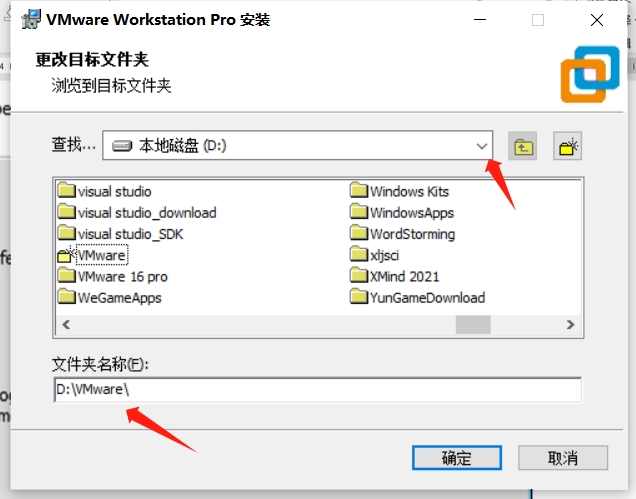 VMware Workstation Pro 安装
更改目标文件夹
浏览到目标文件夹
查找... 本地磁盘 (D:)
visual studio
visual studio_download
visual studio_SDK
VMware
VMware 16 pro
WeGameApps
Windows Kits
WindowsApps
WordStorming
xljsci
XMind 2021
YunGameDownload
文件夹名称(F):
D:\VMware\
确定 取消